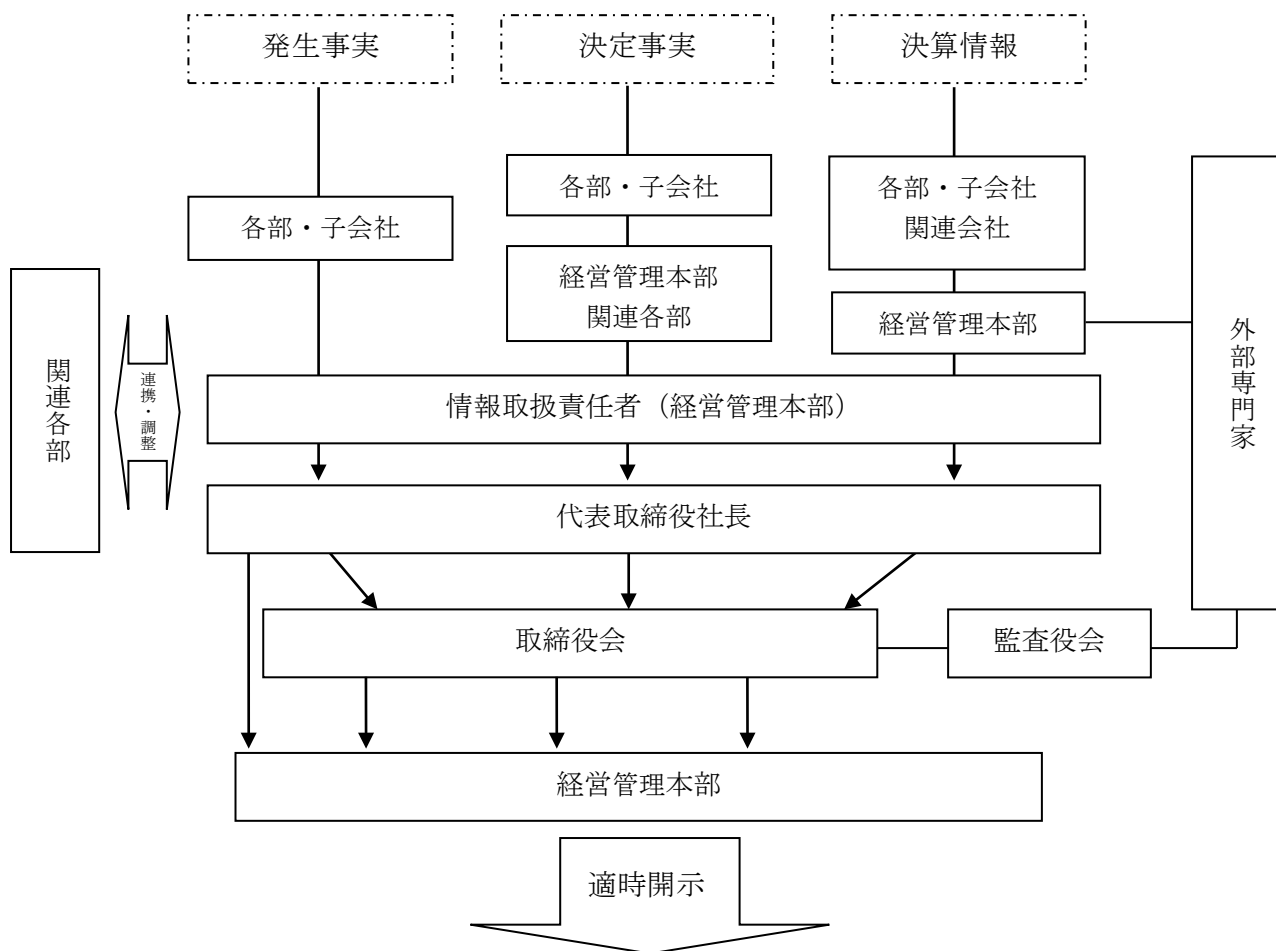 発生事実
決定事実
決算情報
各部・子会社
各部・子会社
各部・子会社
関連会社
経営管理本部
関連各部
経営管理本部
外部専門家
関連各部
連携・調整
情報取扱責任者（経営管理本部）
代表取締役社長
取締役会
監査役会
経営管理本部
適時開示